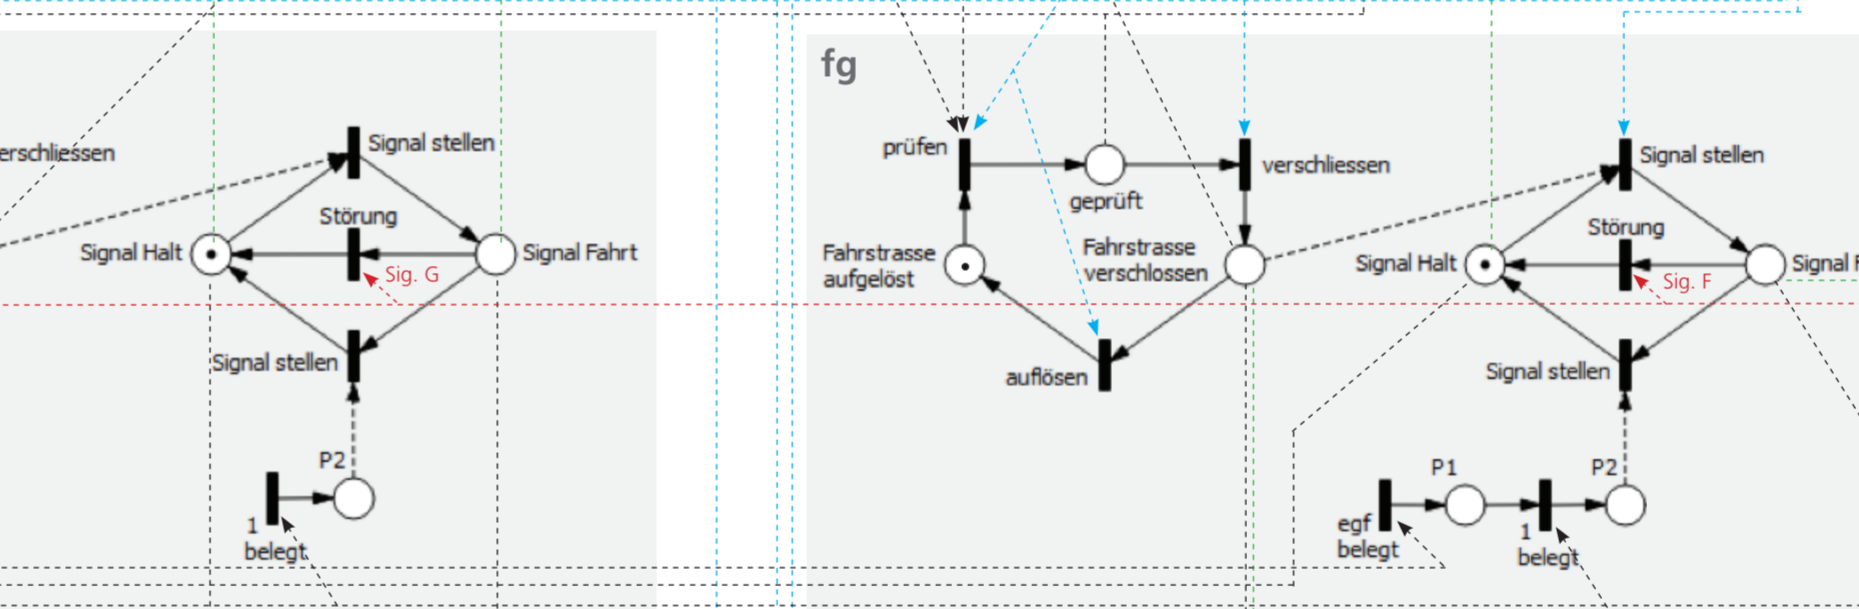 erschliessen
Signal stellen
Störung
Signal Halt
Signal Fahrt
Sig. G
Signal stellen
P2
1
belegt
fg
prüfen
verschliessen
geprüft
Fahrstrasse
aufgelöst
Fahrstrasse
verschlossen
auflösen
Signal stellen
Störung
Signal Halt
Signal F
Sig. F
Signal stellen
P1
P2
egf
belegt
1
belegt